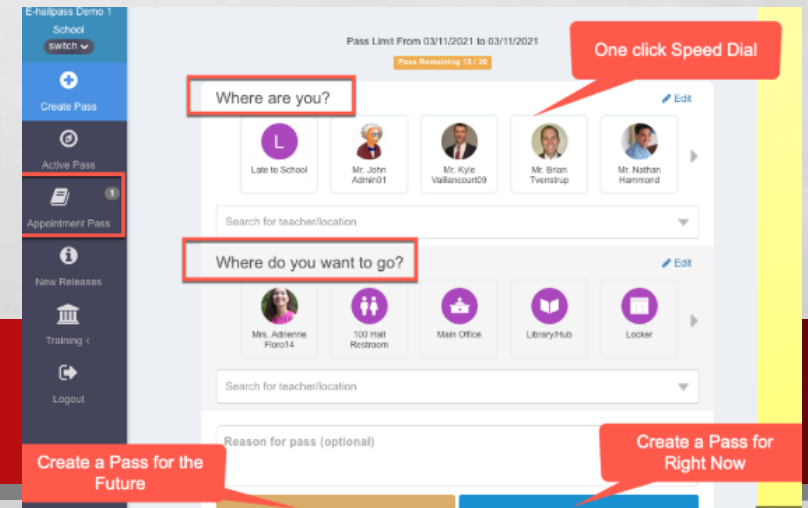 E-hallpass Demo 1
School
switch
Create Pass
Active Pass
1
Appointment Pass
New Releases
Training <
Logout
Pass Limit From 03/11/2021 to 03/11/2021
Pass Remaining 15 / 20
One click Speed Dial
Where are you?
Edit
L
Late to School
Mr. John
Admin01
Mr. Kyle
Vaillancourt09
Mr. Brian
Tvenstrup
Mr. Nathan
Hammond
Search for teacher/location
Where do you want to go?
Edit
Mrs. Adrienne
Floro14
100 Hall
Restroom
Main Office
Library/Hub
Locker
Search for teacher/location
Reason for pass (optional)
Create a Pass for the
Future
Create a Pass for
Right Now